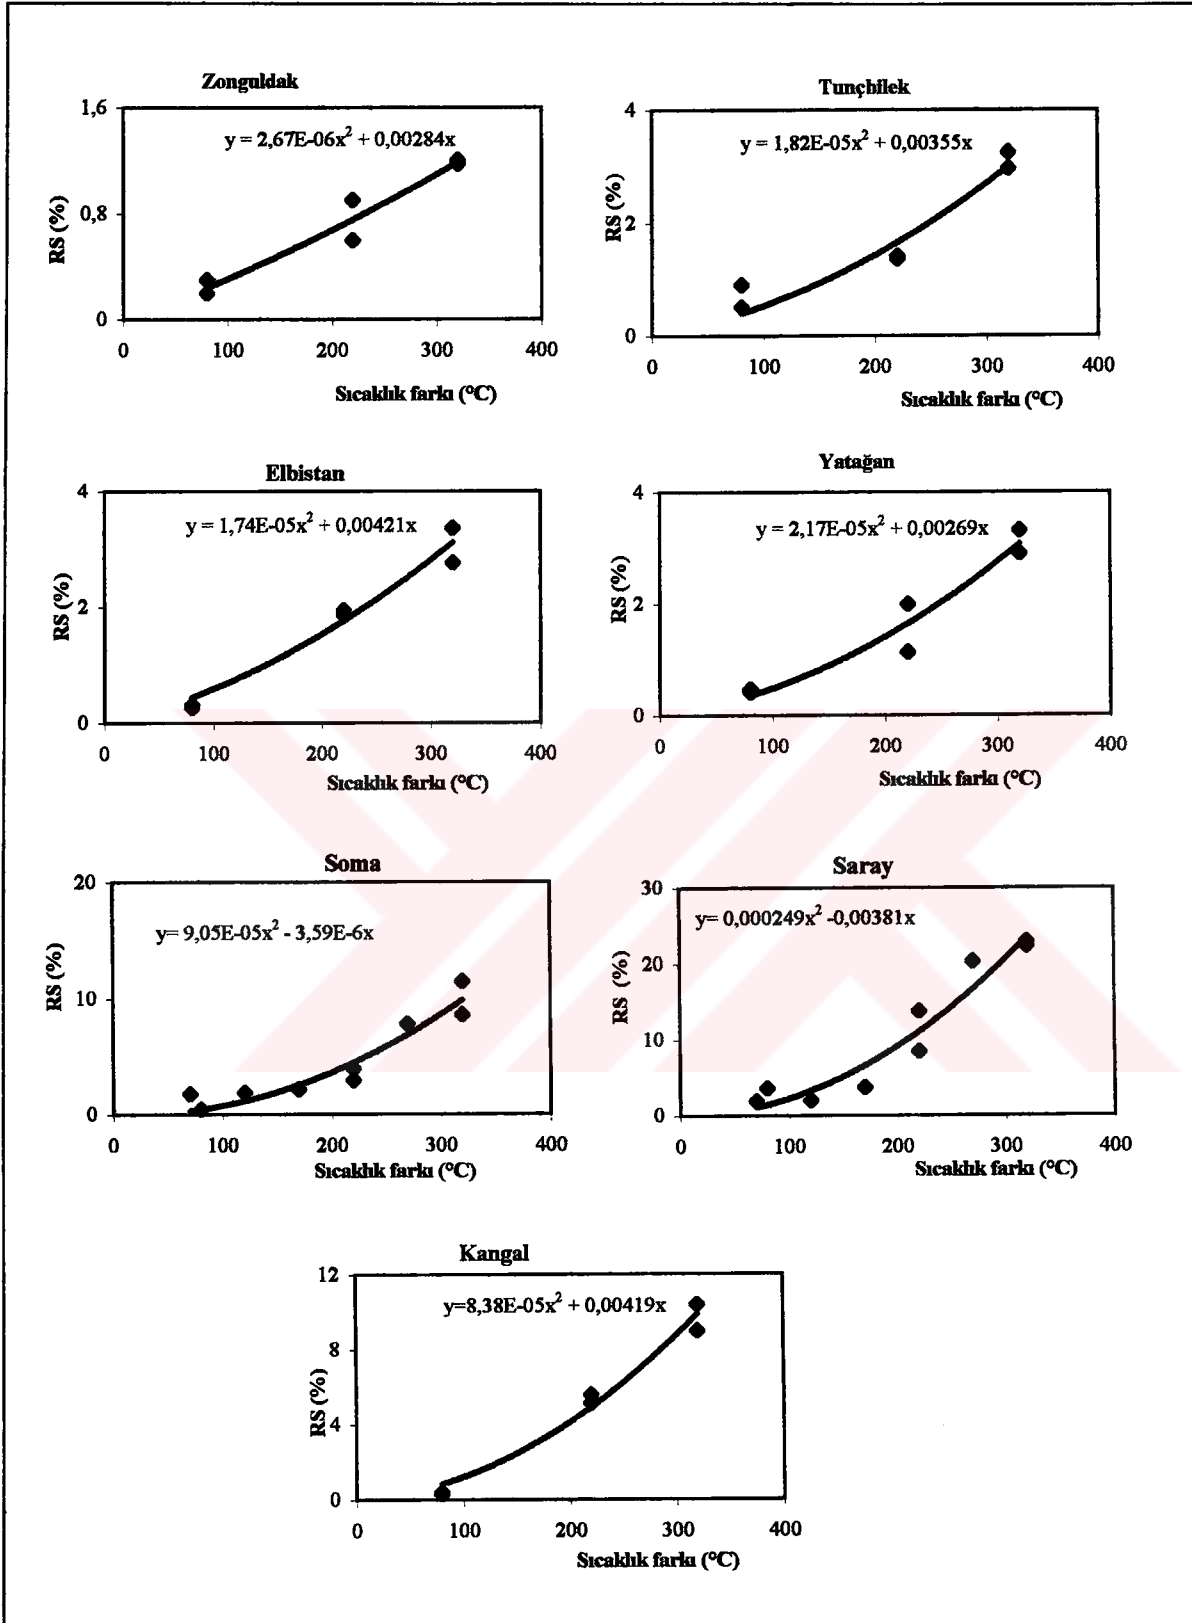 Zonguldak
1,6
y = 2,67E-06x² + 0,00284x
RS (%)
0,8
0
0 100 200 300 400
Sıcaklık farkı (°C)
Tunçbilek
4
y = 1,82E-05x² + 0,00355x
RS (%)
2
0
0 100 200 300 400
Sıcaklık farkı (°C)
Elbistan
4
y = 1,74E-05x² + 0,00421x
RS (%)
2
0
0 100 200 300 400
Sıcaklık farkı (°C)
Yatağan
4
y = 2,17E-05x² + 0,00269x
RS (%)
2
0
0 100 200 300 400
Sıcaklık farkı (°C)
Soma
20
y= 9,05E-05x² - 3,59E-6x
RS (%)
10
0
0 100 200 300 400
Sıcaklık farkı (°C)
Saray
30
y= 0,000249x² -0,00381x
20
RS (%)
10
0
0 100 200 300 400
Sıcaklık farkı (°C)
Kangal
12
y=8,38E-05x² + 0,00419x
8
RS (%)
4
0
0 100 200 300 400
Sıcaklık farkı (°C)